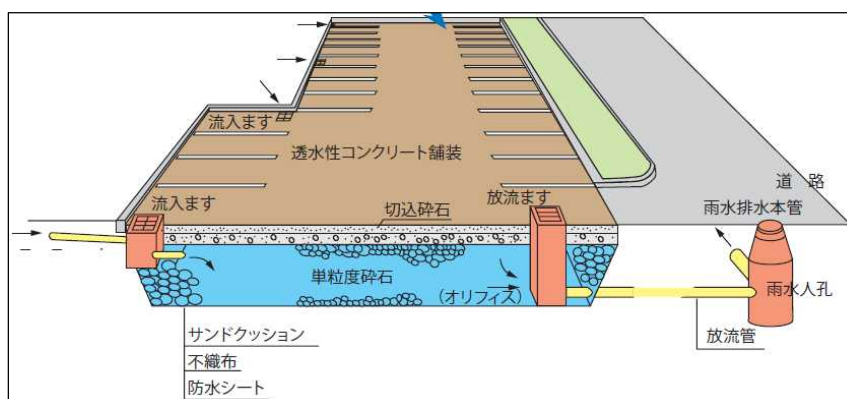 流入ます
透水性コンクリート舗装
道 路
流入ます
切込砕石
放流ます
雨水排水本管
単粒度砕石
(オリフィス)
雨水人孔
サンドクッション
不織布
防水シート
放流管